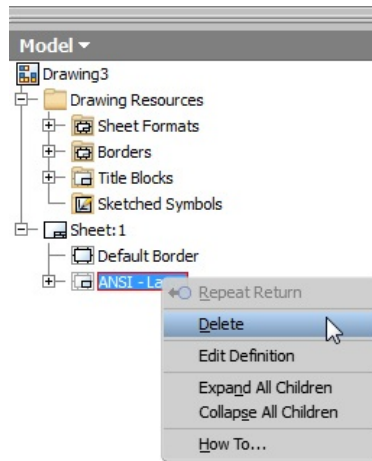 Model
Drawing3
Drawing Resources
Sheet Formats
Borders
Title Blocks
Sketched Symbols
Sheet:1
Default Border
ANSI - La
Repeat Return
Delete
Edit Definition
Expand All Children
Collapse All Children
How To...